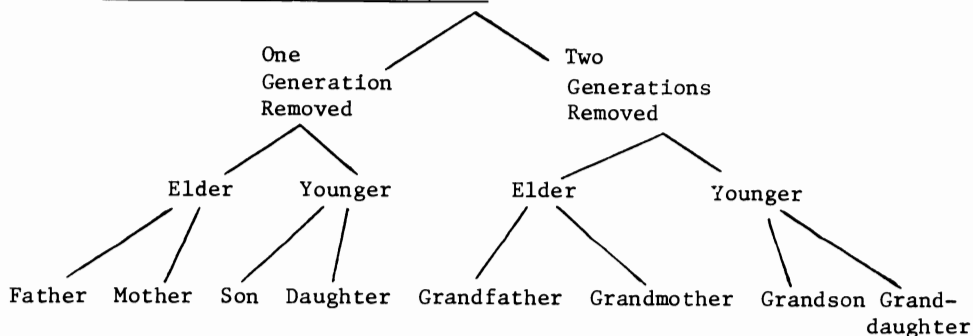 One Two
Generation Generations
Removed Removed
Elder Younger Elder Younger
Father Mother Son Daughter Grandfather Grandmother Grandson Grand-
daughter